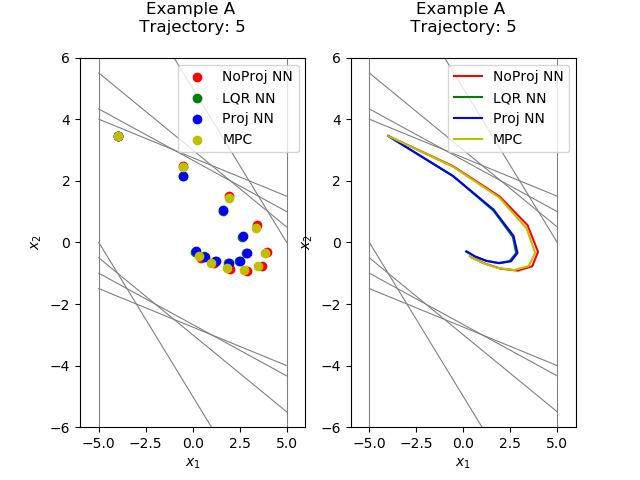 Example A
Trajectory: 5
NoProj NN
LQR NN
Proj NN
MPC
6
4
2
0
−2
−4
−6
x₂
−5.0 −2.5 0.0 2.5 5.0
x₁
Example A
Trajectory: 5
NoProj NN
LQR NN
Proj NN
MPC
6
4
2
0
−2
−4
−6
x₂
−5.0 −2.5 0.0 2.5 5.0
x₁